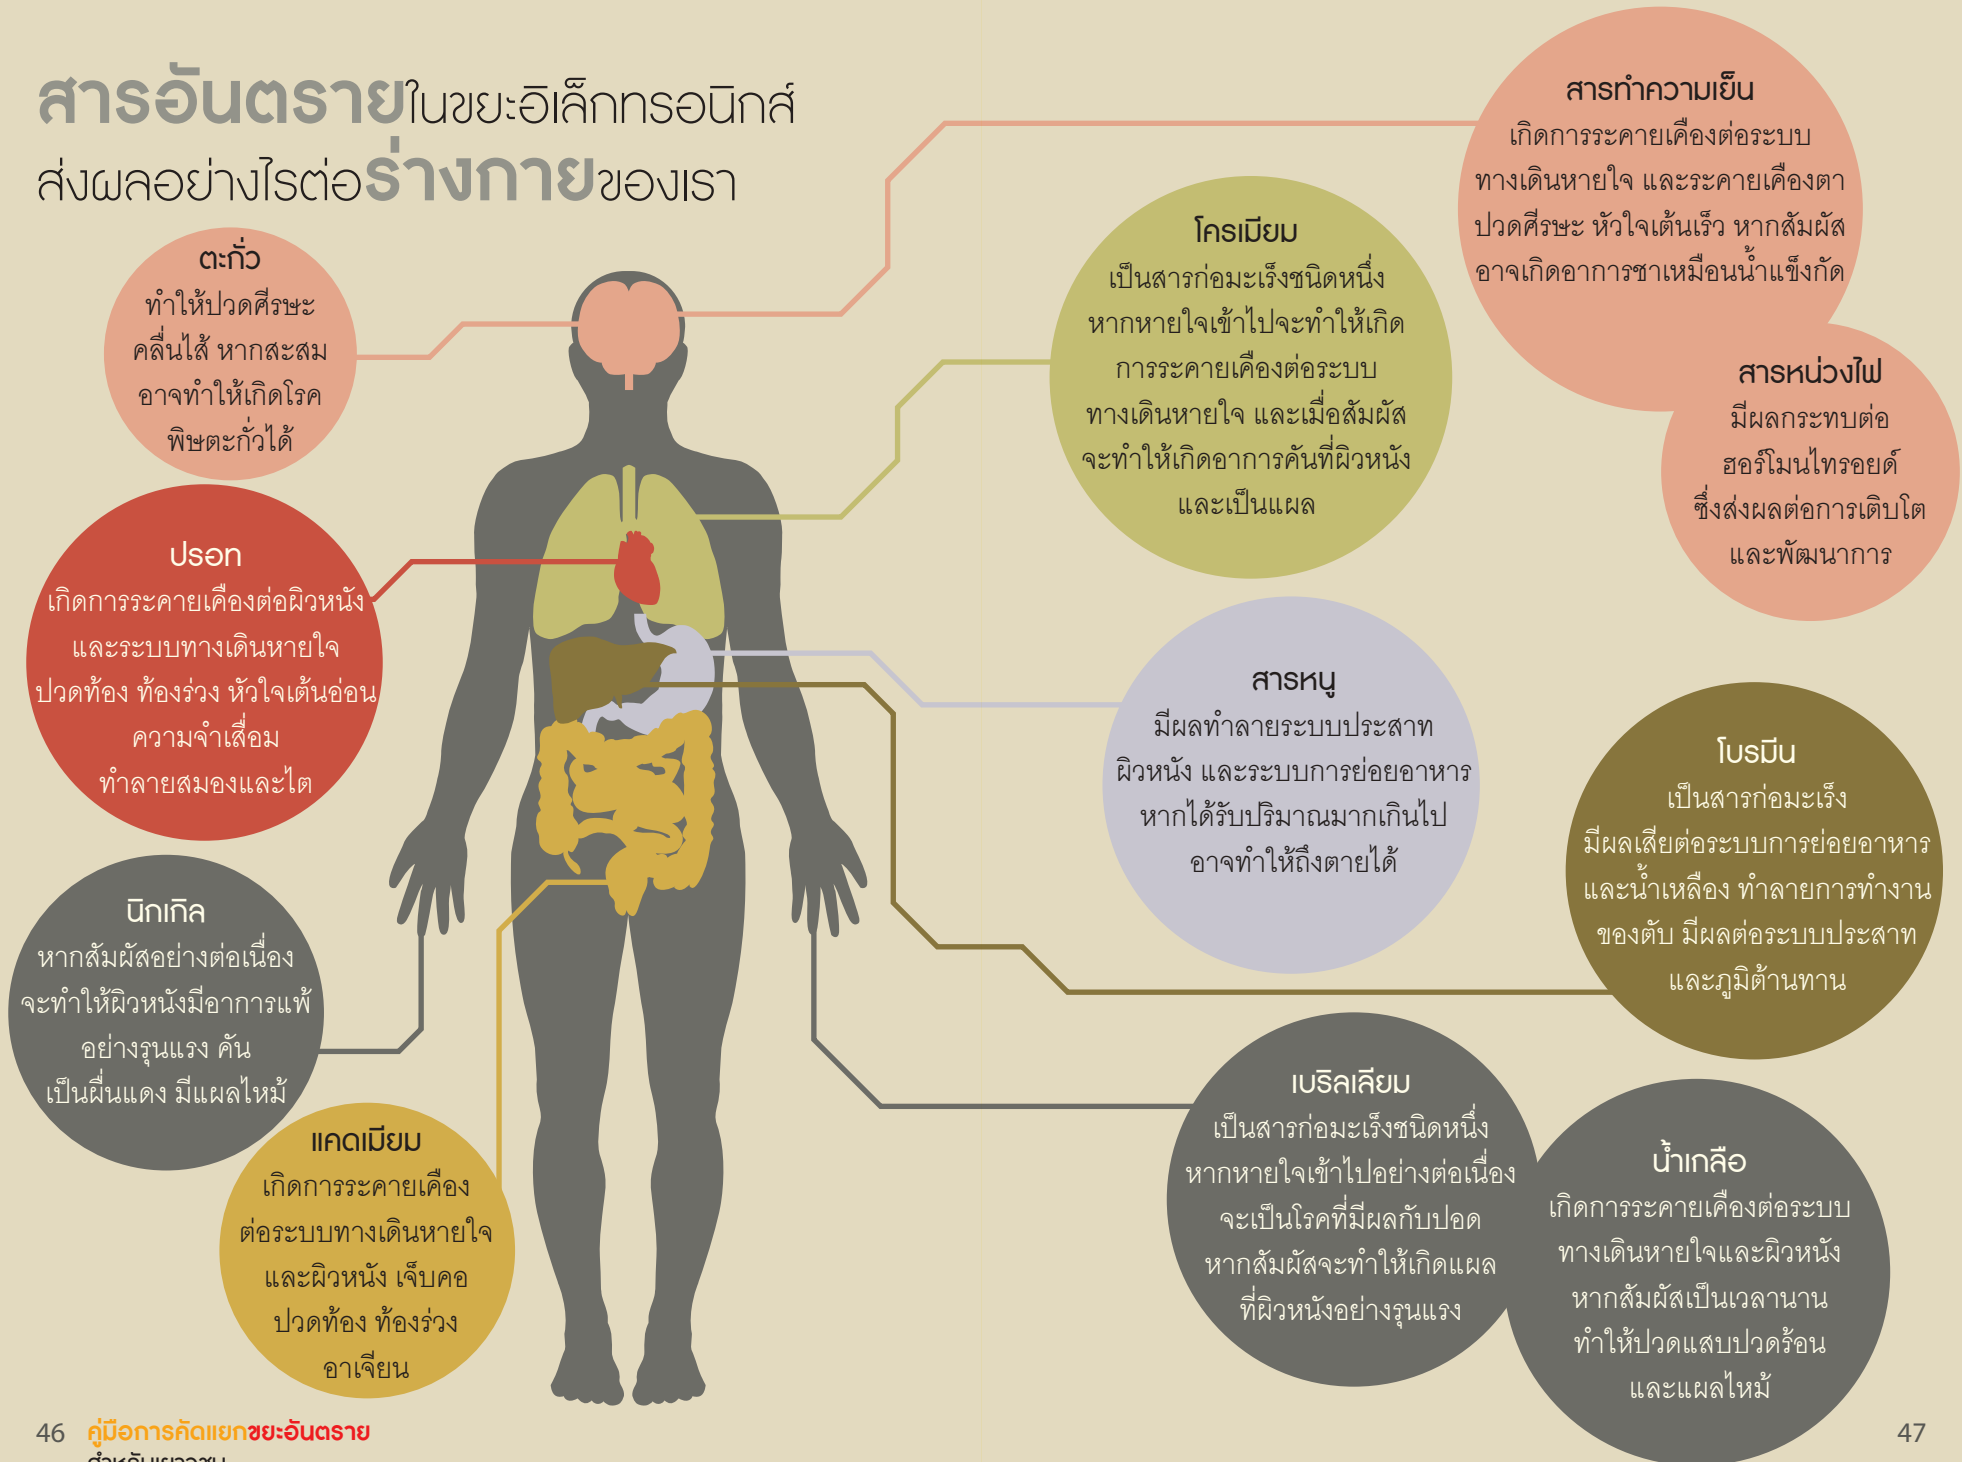 สารอันตรายในขยะอิเล็กทรอนิกส์
ส่งผลอย่างไรต่อร่างกายของเรา
ตะกั่ว
ทำให้ปวดศีรษะ
คลื่นไส้ หากสะสม
อาจทำให้เกิดโรค
พิษตะกั่วได้
ปรอท
เกิดการระคายเคืองต่อผิวหนัง
และระบบทางเดินหายใจ
ปวดท้อง ท้องร่วง หัวใจเต้นอ่อน
ความจำเสื่อม
ทำลายสมองและไต
นิกเกิล
หากสัมผัสอย่างต่อเนื่อง
จะทำให้ผิวหนังมีอาการแพ้
อย่างรุนแรง คัน
เป็นผื่นแดง มีแผลไหม้
แคดเมียม
เกิดการระคายเคือง
ต่อระบบทางเดินหายใจ
และผิวหนัง เจ็บคอ
ปวดท้อง ท้องร่วง
อาเจียน
สารทำความเย็น
เกิดการระคายเคืองต่อระบบ
ทางเดินหายใจ และระคายเคืองตา
ปวดศีรษะ หัวใจเต้นเร็ว หากสัมผัส
อาจเกิดอาการชาเหมือนน้ำแข็งกัด
โครเมียม
เป็นสารก่อมะเร็งชนิดหนึ่ง
หากหายใจเข้าไปจะทำให้เกิด
การระคายเคืองต่อระบบ
ทางเดินหายใจ และเมื่อสัมผัส
จะทำให้เกิดอาการคันที่ผิวหนัง
และเป็นแผล
สารหน่วงไฟ
มีผลกระทบต่อ
ฮอร์โมนไทรอยด์
ซึ่งส่งผลต่อการเติบโต
และพัฒนาการ
สารหนู
มีผลทำลายระบบประสาท
ผิวหนัง และระบบการย่อยอาหาร
หากได้รับปริมาณมากเกินไป
อาจทำให้ถึงตายได้
โบรมีน
เป็นสารก่อมะเร็ง
มีผลเสียต่อระบบการย่อยอาหาร
และน้ำเหลือง ทำลายการทำงาน
ของตับ มีผลต่อระบบประสาท
และภูมิต้านทาน
เบริลเลียม
เป็นสารก่อมะเร็งชนิดหนึ่ง
หากหายใจเข้าไปอย่างต่อเนื่อง
จะเป็นโรคที่มีผลกับปอด
หากสัมผัสจะทำให้เกิดแผล
ที่ผิวหนังอย่างรุนแรง
น้ำเกลือ
เกิดการระคายเคืองต่อระบบ
ทางเดินหายใจและผิวหนัง
หากสัมผัสเป็นเวลานาน
ทำให้ปวดแสบปวดร้อน
และแผลไหม้
46 คู่มือการคัดแยกขยะอันตราย
สำหรับเยาวชน
47